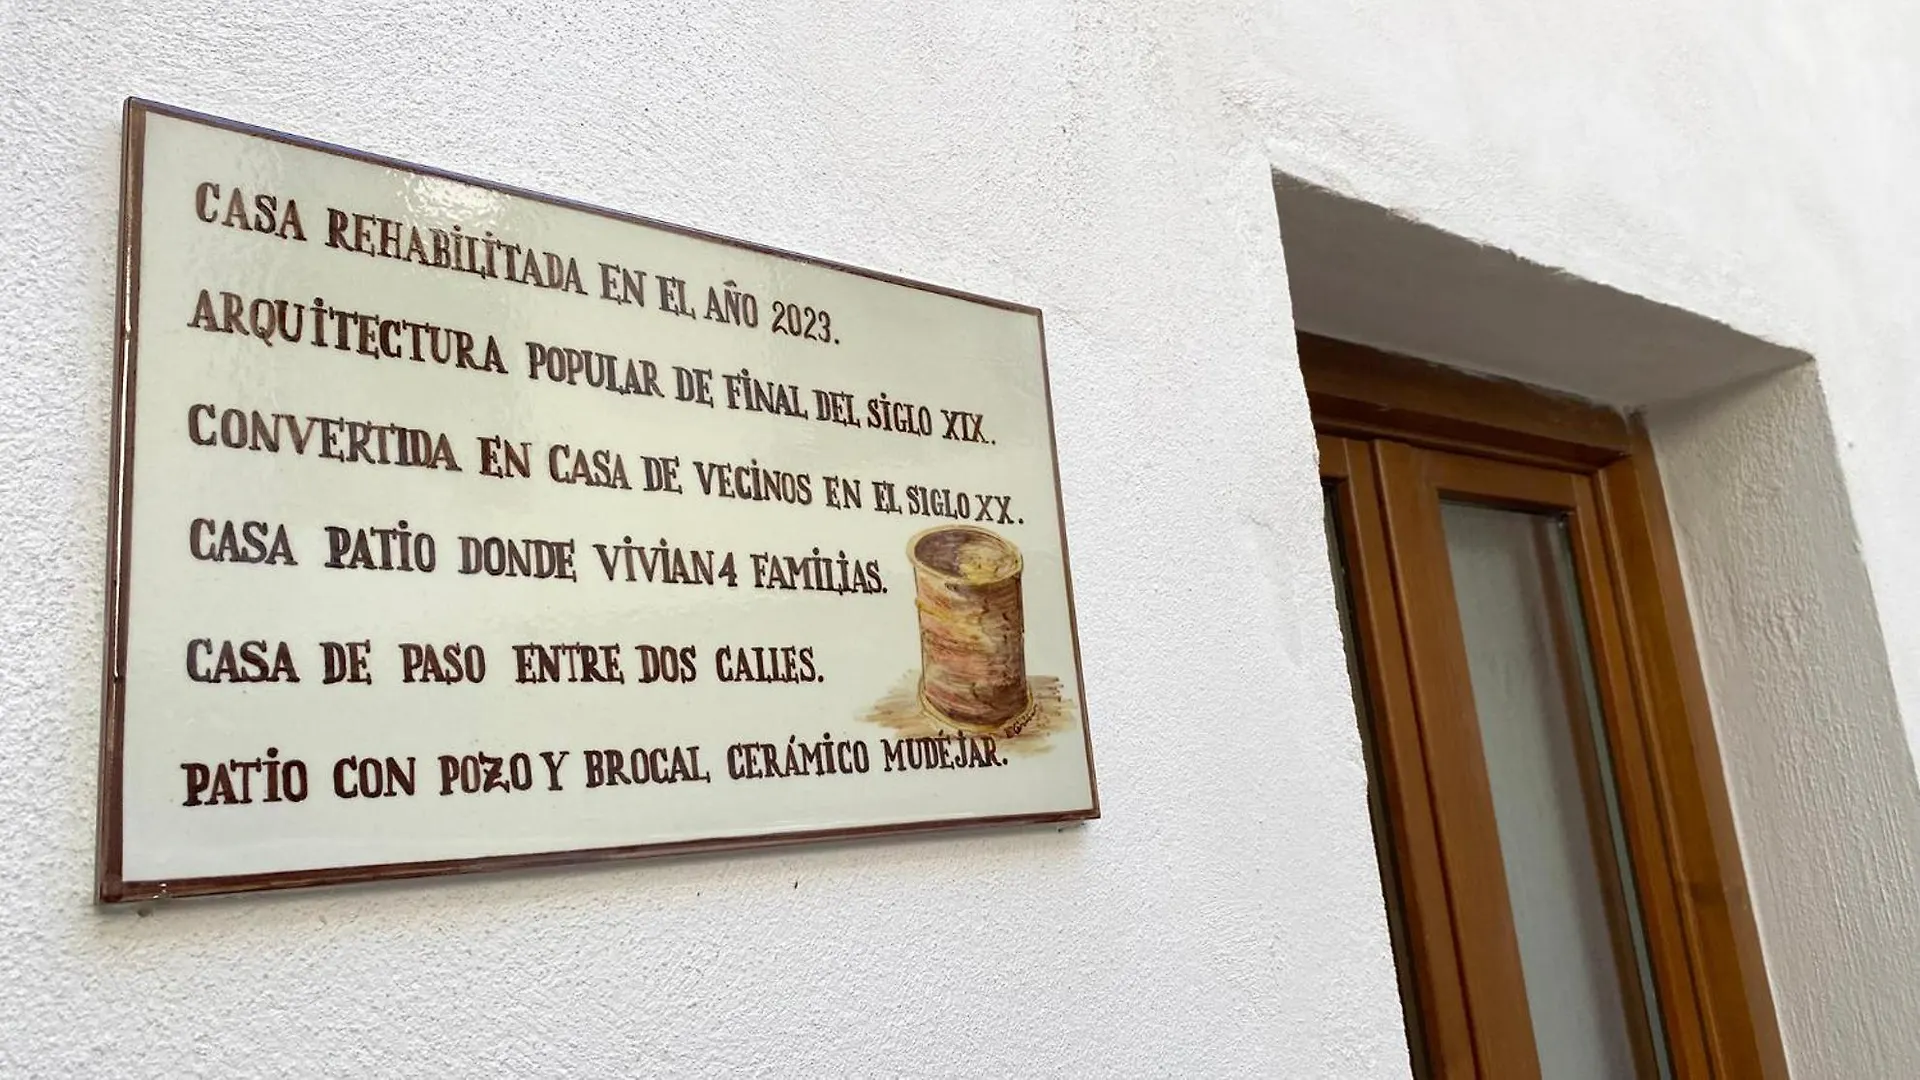 CASA REHABILITADA EN EL AÑO 2023.
ARQUITECTURA POPULAR DE FINAL DEL SIGLO XIX.
CONVERTIDA EN CASA DE VECINOS EN EL SIGLO XX.
CASA PATIO DONDE VIVIAN 4 FAMILIAS.
CASA DE PASO ENTRE DOS CALLES.
PATIO CON POZO Y BROCAL CERÁMICO MUDÉJAR.